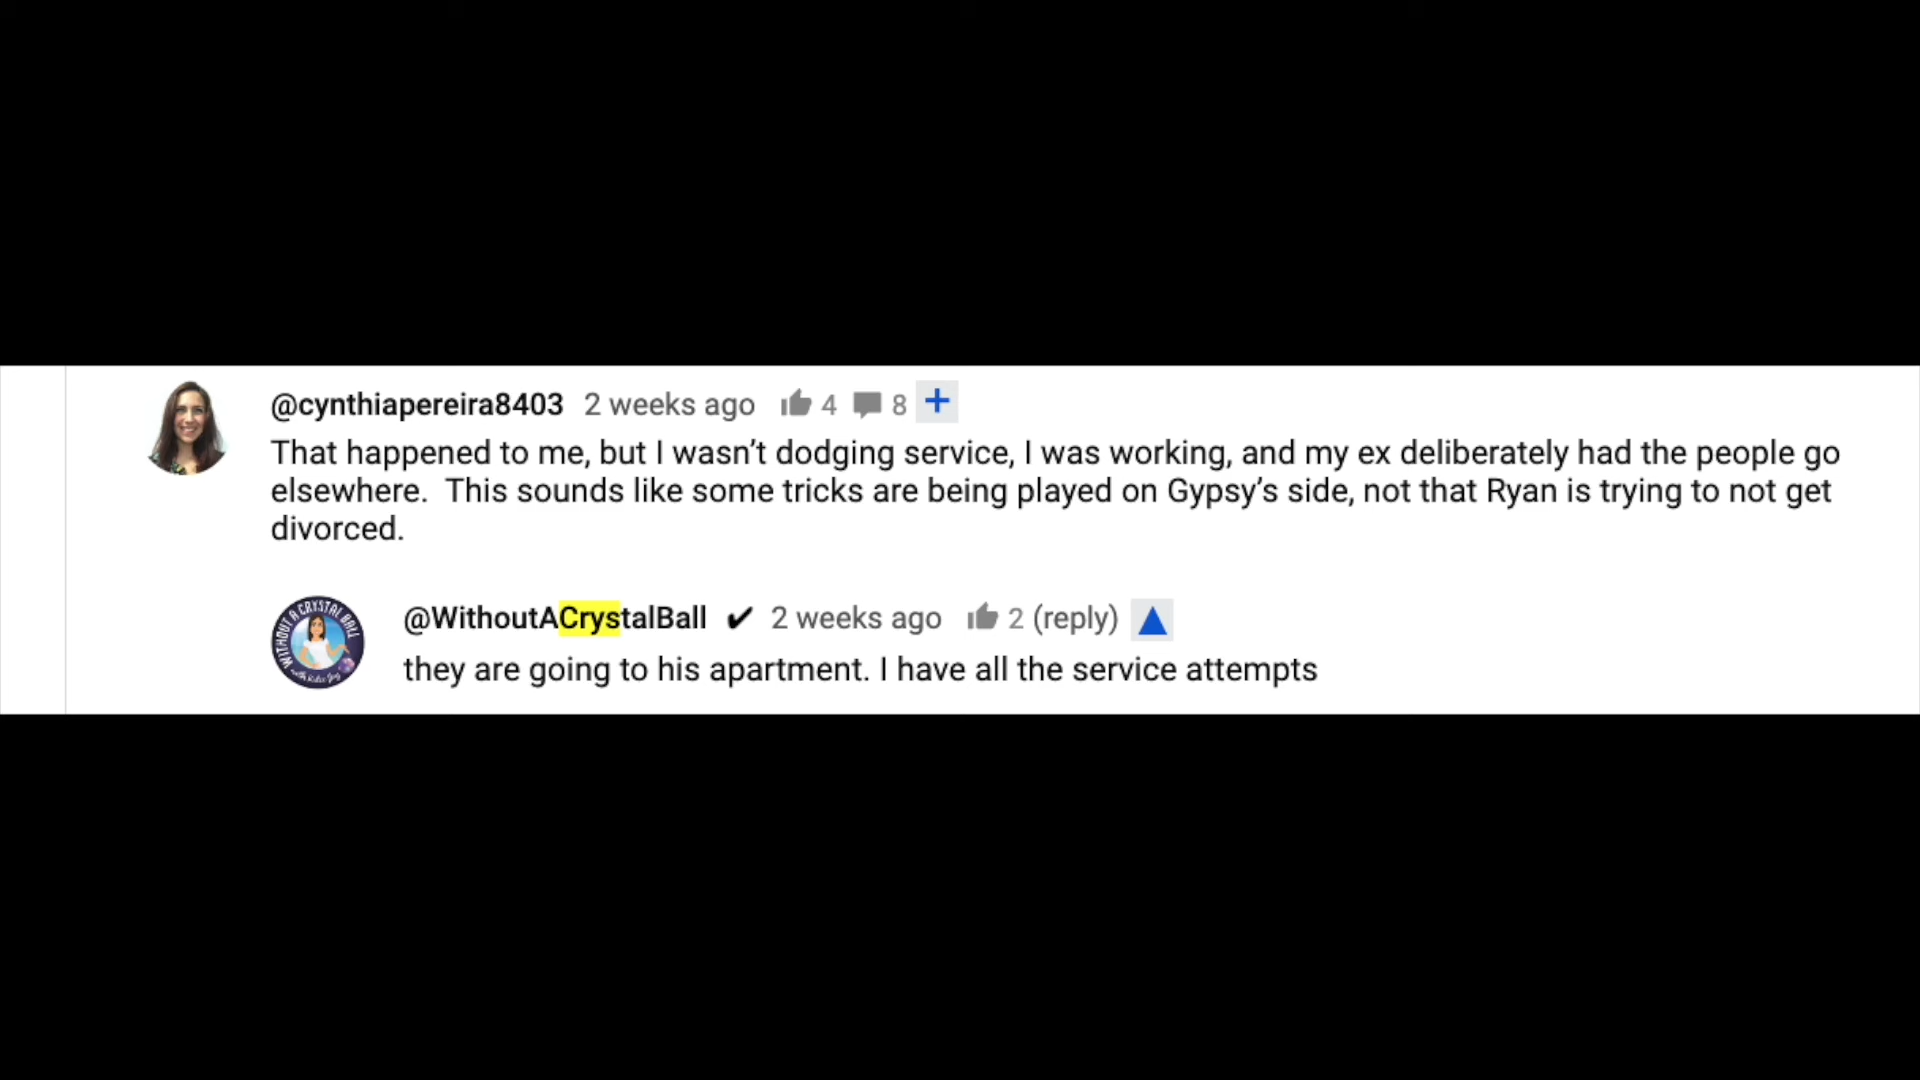 @cynthiapereira8403 2 weeks ago 4 8 +
That happened to me, but I wasn’t dodging service, I was working, and my ex deliberately had the people go
elsewhere. This sounds like some tricks are being played on Gypsy’s side, not that Ryan is trying to not get
divorced.
WITHOUT A CRYSTAL BALL
@WithoutACrystalBall ✔ 2 weeks ago 2 (reply) ▲
they are going to his apartment. I have all the service attempts